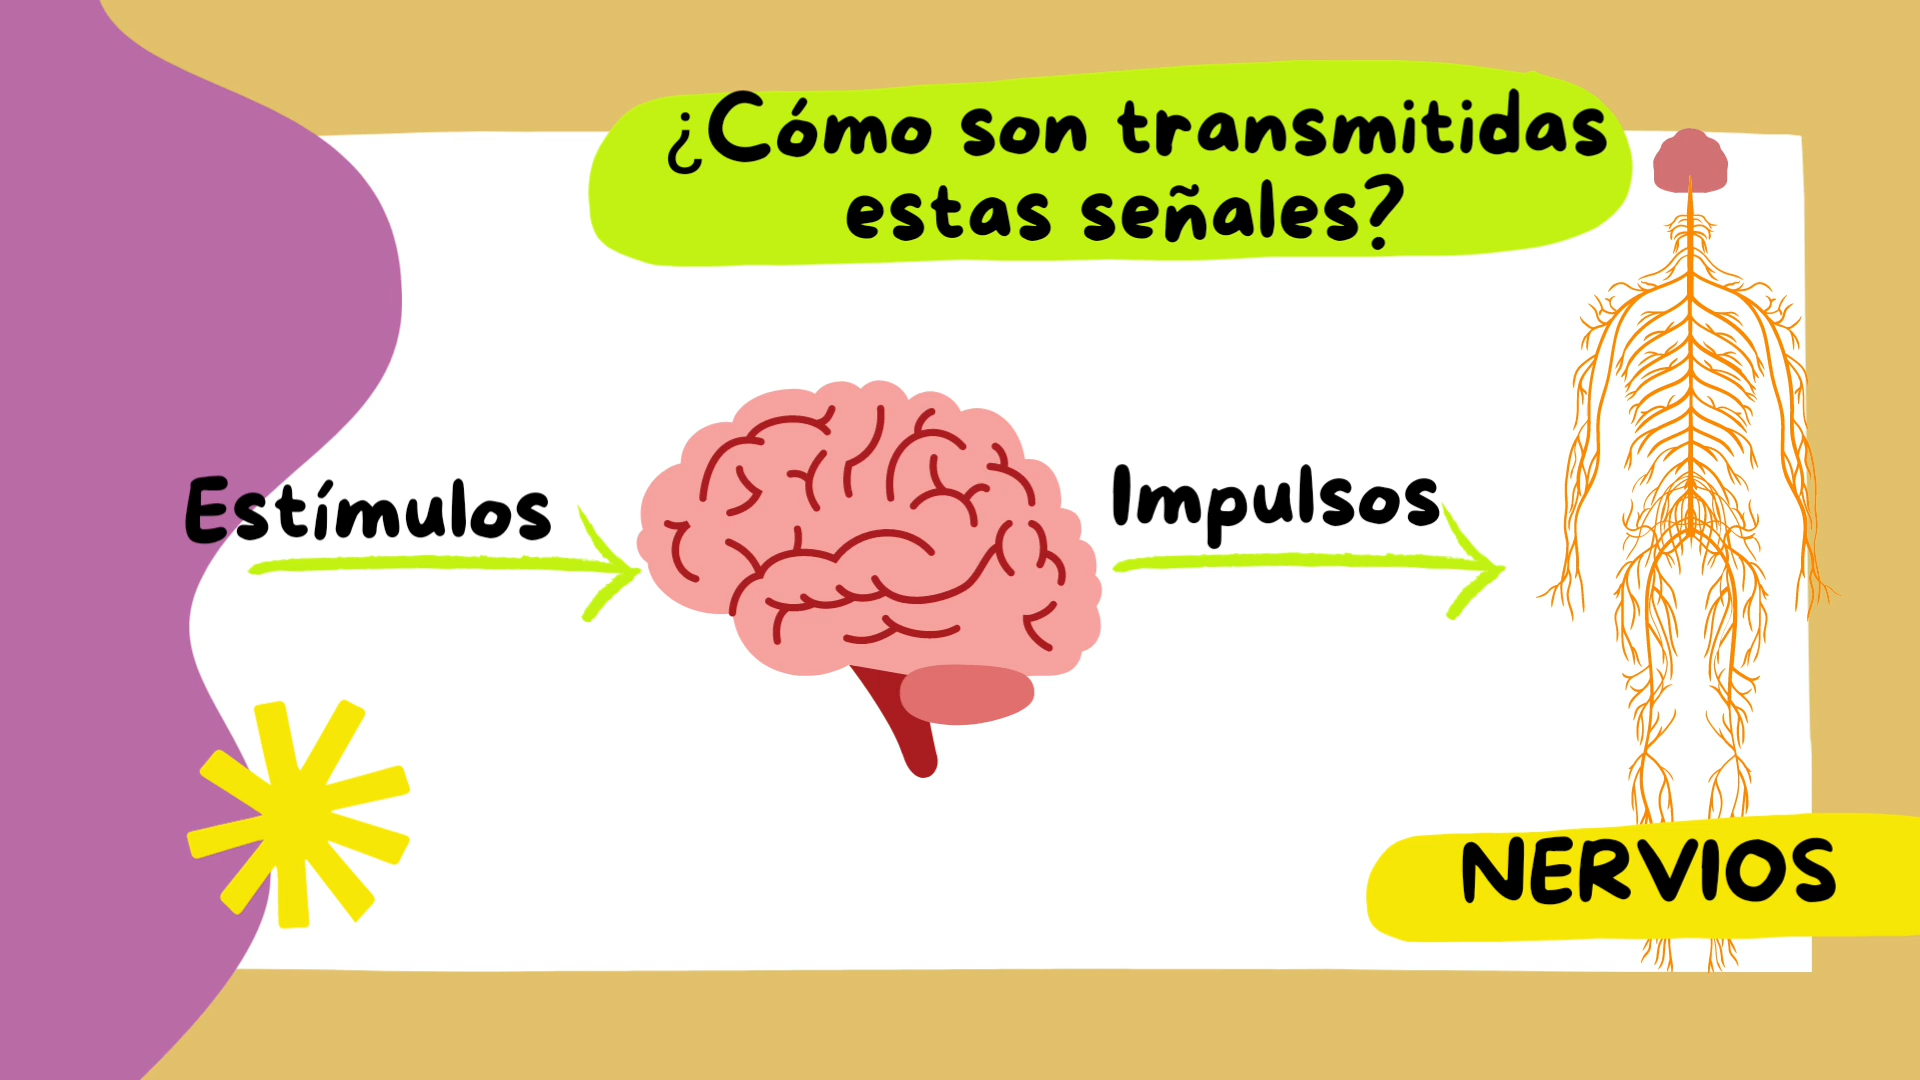 ¿Cómo son transmitidas
estas señales?
Estímulos
Impulsos
NERVIOS